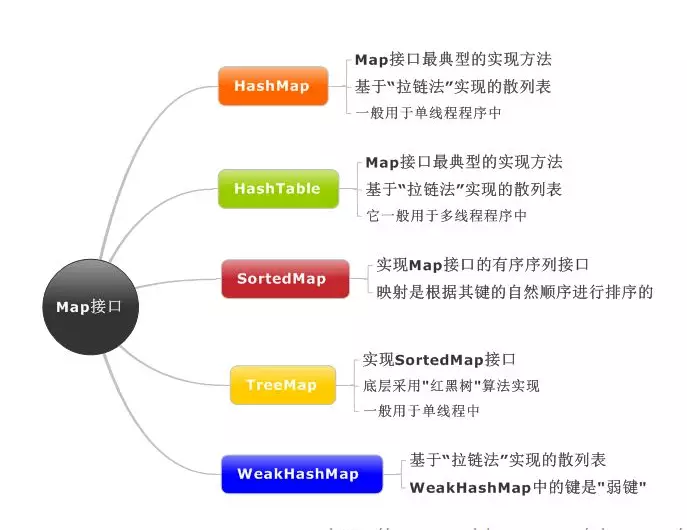 Map接口
HashMap
Map接口最典型的实现方法
基于“拉链法”实现的散列表
一般用于单线程程序中
HashTable
Map接口最典型的实现方法
基于“拉链法”实现的散列表
它一般用于多线程程序中
SortedMap
实现Map接口的有序序列接口
映射是根据其键的自然顺序进行排序的
TreeMap
实现SortedMap接口
底层采用"红黑树"算法实现
一般用于单线程中
WeakHashMap
基于“拉链法”实现的散列表
WeakHashMap中的键是"弱键"